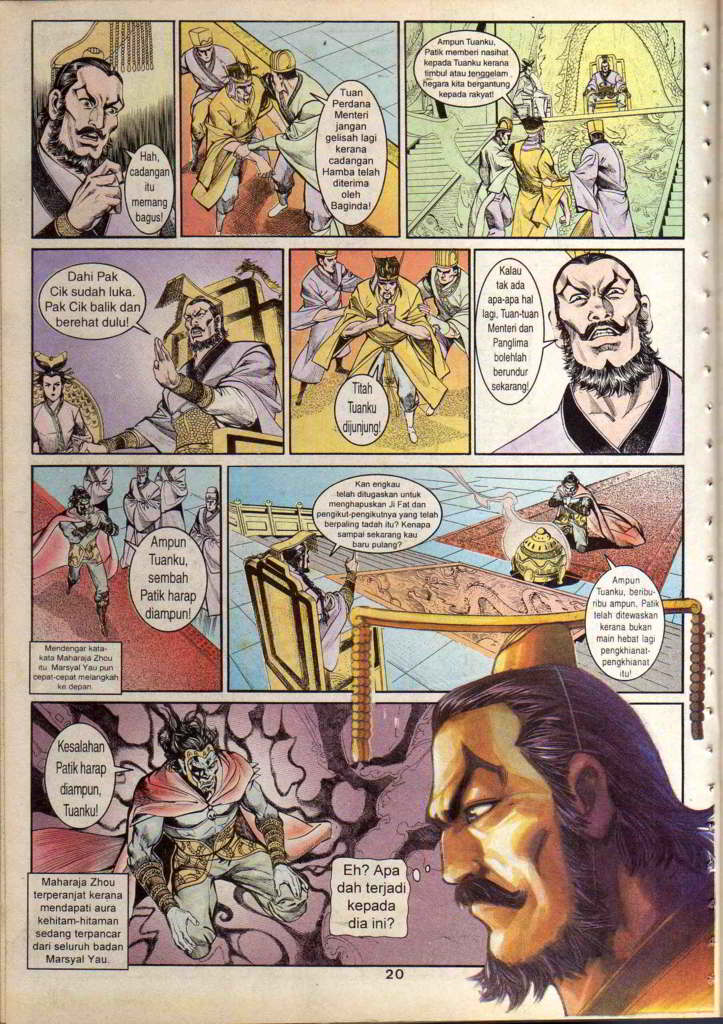 Hah,
cadangan
itu
memang
bagus!
Tuan
Perdana
Menteri
jangan
gelisah lagi
kerana
cadangan
Hamba telah
diterima
oleh
Baginda!
Ampun Tuanku,
Patik memberi nasihat
kepada Tuanku kerana
timbul atau tenggelam
negara kita bergantung
kepada rakyat!
Dahi Pak
Cik sudah luka.
Pak Cik balik dan
berehat dulu!
Titah
Tuanku
dijunjung!
Kalau
tak ada
apa-apa hal
lagi, Tuan-tuan
Menteri dan
Panglima
bolehlah
berundur
sekarang!
Ampun
Tuanku,
sembah
Patik harap
diampun!
Mendengar kata-
kata Maharaja Zhou
itu Marsyal Yau pun
cepat-cepat melangkah
ke depan.
Kan engkau
telah ditugaskan untuk
menghapuskan Ji Fat dan
pengikut-pengikutnya yang telah
berpaling tadah itu? Kenapa
sampai sekarang kau
baru pulang?
Ampun
Tuanku, beribu-
ribu ampun, Patik
telah ditewaskan
kerana bukan
main hebat lagi
pengkhianat-
pengkhianat
itu!
Kesalahan
Patik harap
diampun,
Tuanku!
Maharaja Zhou
terperanjat kerana
mendapati aura
kehitam-hitaman
sedang terpancar
dari seluruh badan
Marsyal Yau.
Eh? Apa
dah terjadi
kepada
dia ini?
20